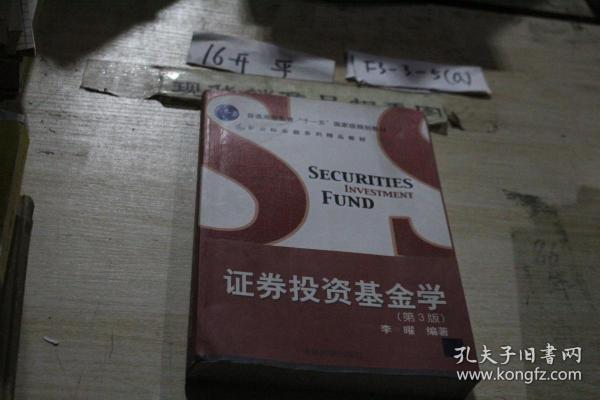 16开 平
F3-3-5(a)
普通高等教育“十一五”国家级规划教材
SECURITIES
INVESTMENT
FUND
证券投资基金学
(第3版)
李 曜 编著
孔夫子旧书网
www.kongfz.com